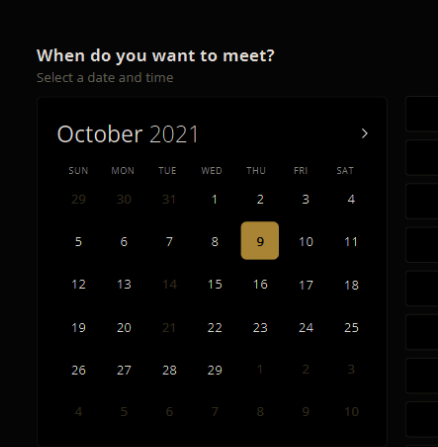 When do you want to meet?
Select a date and time
October 2021
SUN MON TUE WED THU FRI SAT
29 30 31 1 2 3 4
5 6 7 8 9 10 11
12 13 14 15 16 17 18
19 20 21 22 23 24 25
26 27 28 29 1 2 3
4 5 6 7 8 9 10